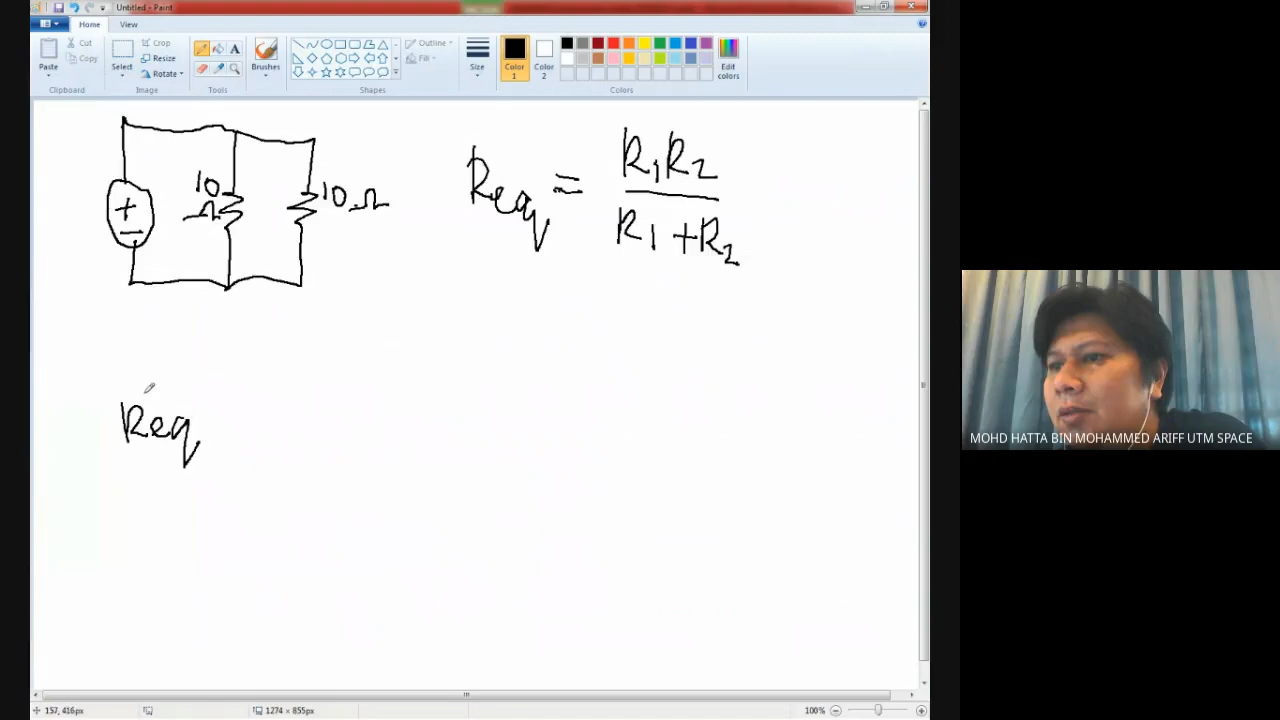 Untitled - Paint
Home View
Paste
Cut
Copy
Clipboard
Select
Crop
Resize
Rotate
Image
A
Tools
Brushes
Shapes
Outline
Fill
Size
Color 1
Color 2
Edit colors
Colors
+
−
10 Ω
10 Ω
Req = R1R2
R1 + R2
Req
MOHD HATTA BIN MOHAMMED ARIFF UTM SPACE
157, 416px
1274 × 855px
100%